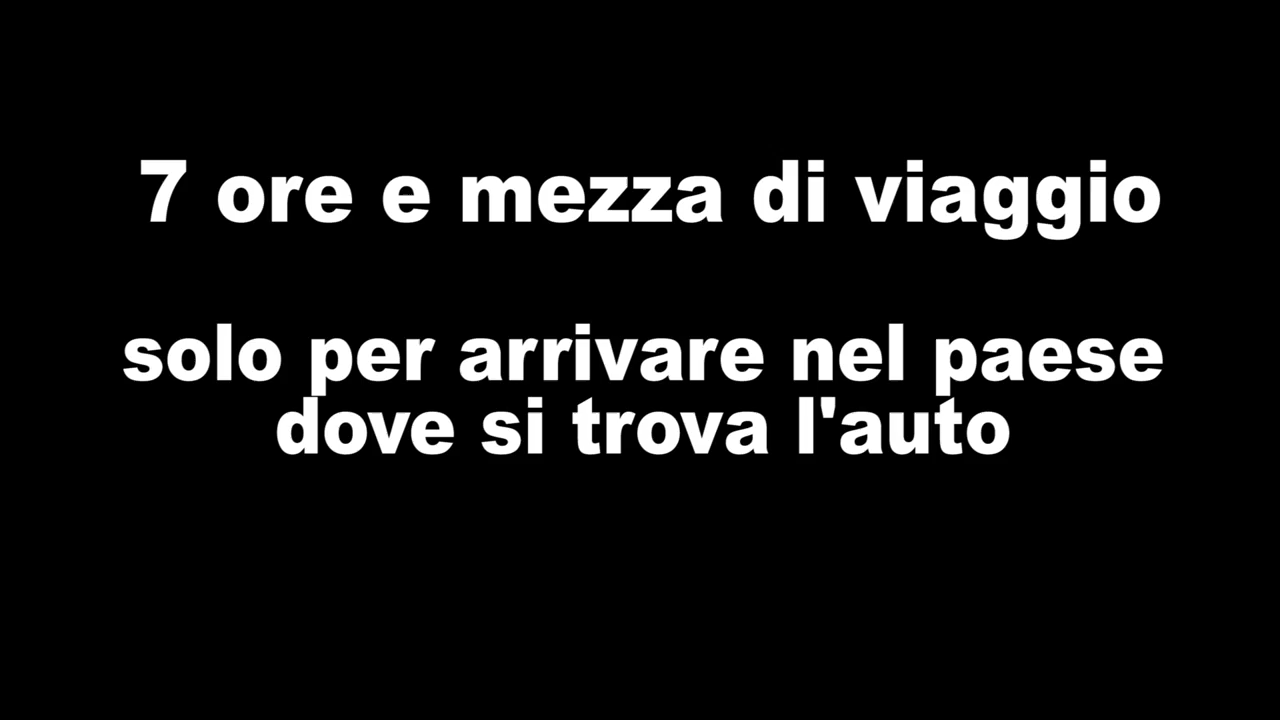 7 ore e mezza di viaggio
solo per arrivare nel paese
dove si trova l'auto